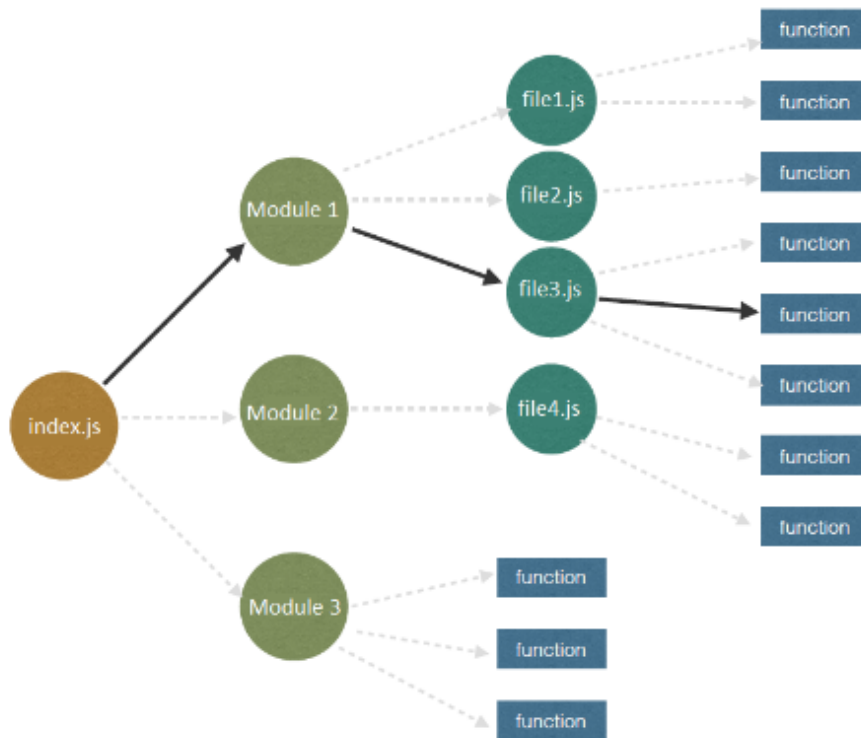 function
file1.js
function
Module 1
file2.js
function
function
file3.js
function
index.js
Module 2
file4.js
function
function
function
Module 3
function
function
function